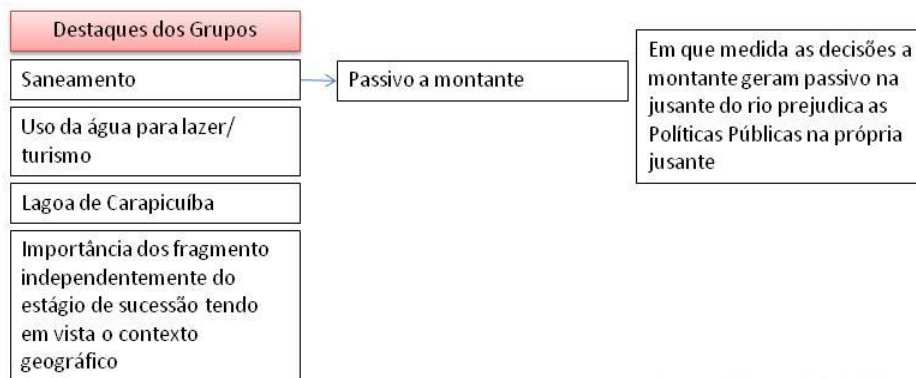 Destaques dos Grupos
Saneamento
Passivo a montante
Em que medida as decisões a
montante geram passivo na
jusante do rio prejudica as
Políticas Públicas na própria
jusante
Uso da água para lazer/
turismo
Lagoa de Carapicuíba
Importância dos fragmento
independentemente do
estágio de sucessão tendo
em vista o contexto
geográfico